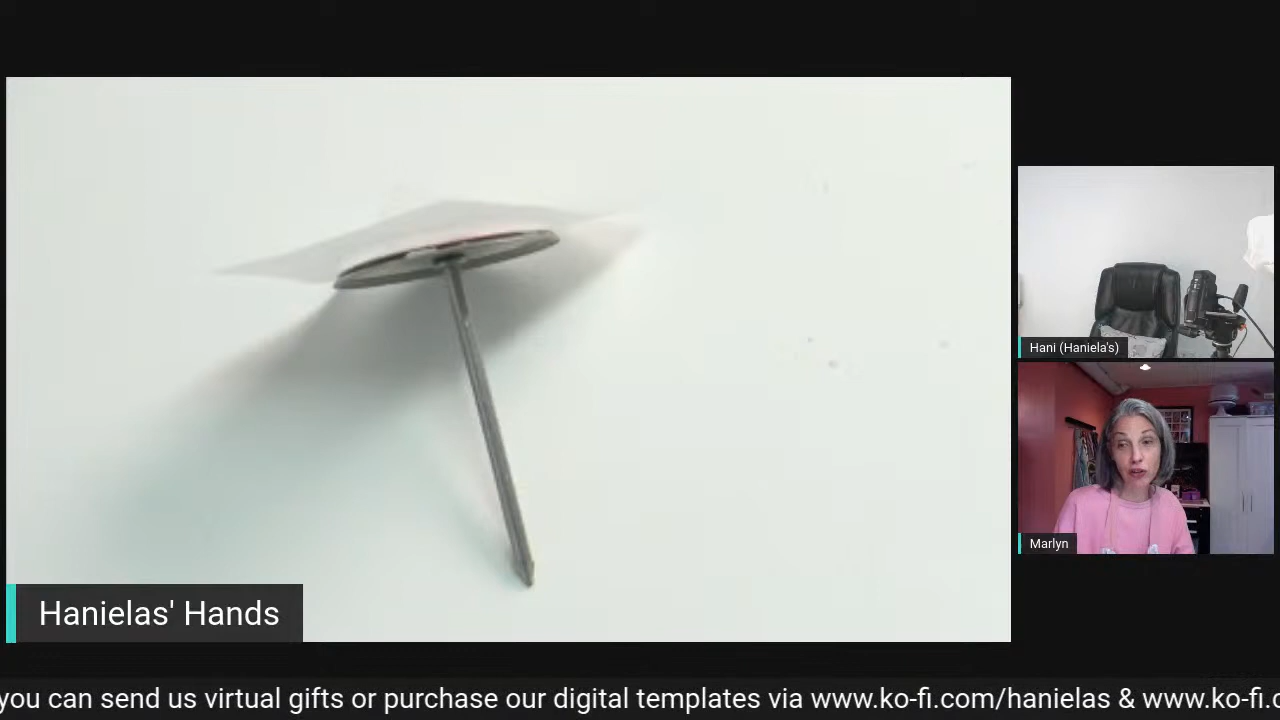 Hani (Haniela's)
Marlyn
Hanielas' Hands
you can send us virtual gifts or purchase our digital templates via www.ko-fi.com/hanielas & www.ko-fi.c